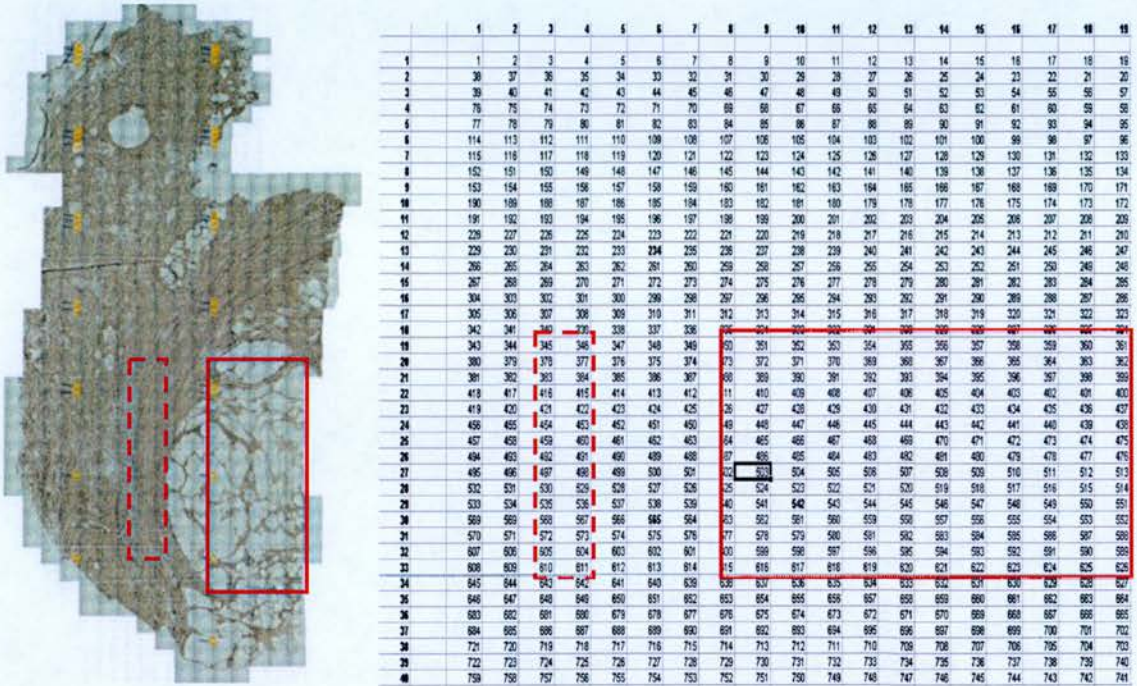 1 2 3 4 5 6 7 8 9 10 11 12 13 14 15 16 17 18 19
1 1 2 3 4 5 6 7 8 9 10 11 12 13 14 15 16 17 18 19
2 38 37 36 35 34 33 32 31 30 29 28 27 26 25 24 23 22 21 20
3 39 40 41 42 43 44 45 46 47 48 49 50 51 52 53 54 55 56 57
4 76 75 74 73 72 71 70 69 68 67 66 65 64 63 62 61 60 59 58
5 77 78 79 80 81 82 83 84 85 86 87 88 89 90 91 92 93 94 95
6 114 113 112 111 110 109 108 107 106 105 104 103 102 101 100 99 98 97 96
7 115 116 117 118 119 120 121 122 123 124 125 126 127 128 129 130 131 132 133
8 152 151 150 149 148 147 146 145 144 143 142 141 140 139 138 137 136 135 134
9 153 154 155 156 157 158 159 160 161 162 163 164 165 166 167 168 169 170 171
10 190 189 188 187 186 185 184 183 182 181 180 179 178 177 176 175 174 173 172
11 191 192 193 194 195 196 197 198 199 200 201 202 203 204 205 206 207 208 209
12 228 227 226 225 224 223 222 221 220 219 218 217 216 215 214 213 212 211 210
13 229 230 231 232 233 234 235 236 237 238 239 240 241 242 243 244 245 246 247
14 266 265 264 263 262 261 260 259 258 257 256 255 254 253 252 251 250 249 248
15 267 268 269 270 271 272 273 274 275 276 277 278 279 280 281 282 283 284 285
16 304 303 302 301 300 299 298 297 296 295 294 293 292 291 290 289 288 287 286
17 305 306 307 308 309 310 311 312 313 314 315 316 317 318 319 320 321 322 323
18 342 341 340 339 338 337 336
19 343 344 345 346 347 348 349 50 351 352 353 354 355 356 357 358 359 360 361
20 380 379 378 377 376 375 374 73 372 371 370 369 368 367 366 365 364 363 362
21 381 382 383 384 385 386 387 88 389 390 391 392 393 394 395 396 397 398 399
22 418 417 416 415 414 413 412 11 410 409 408 407 406 405 404 403 402 401 400
23 419 420 421 422 423 424 425 26 427 428 429 430 431 432 433 434 435 436 437
24 456 455 454 453 452 451 450 49 448 447 446 445 444 443 442 441 440 439 438
25 457 458 459 460 461 462 463 64 465 466 467 468 469 470 471 472 473 474 475
26 494 493 492 491 490 489 488 87 486 485 484 483 482 481 480 479 478 477 476
27 495 496 497 498 499 500 501 02 503 504 505 506 507 508 509 510 511 512 513
28 532 531 530 529 528 527 526 25 524 523 522 521 520 519 518 517 516 515 514
29 533 534 535 536 537 538 539 40 541 542 543 544 545 546 547 548 549 550 551
30 569 569 568 567 566 565 564 63 562 561 560 559 558 557 556 555 554 553 552
31 570 571 572 573 574 575 576 77 578 579 580 581 582 583 584 585 586 587 588
32 607 606 605 604 603 602 601 00 599 598 597 596 595 594 593 592 591 590 589
33 608 609 610 611 612 613 614 15 616 617 618 619 620 621 622 623 624 625 626
34 645 644 643 642 641 640 639 638 637 636 635 634 633 632 631 630 629 628 627
35 646 647 648 649 650 651 652 653 654 655 656 657 658 659 660 661 662 663 664
36 683 682 681 680 679 678 677 676 675 674 673 672 671 670 669 668 667 666 665
37 684 685 686 687 688 689 690 691 692 693 694 695 696 697 698 699 700 701 702
38 721 720 719 718 717 716 715 714 713 712 711 710 709 708 707 706 705 704 703
39 722 723 724 725 726 727 728 729 730 731 732 733 734 735 736 737 738 739 740
40 759 758 757 756 755 754 753 752 751 750 749 748 747 746 745 744 743 742 741